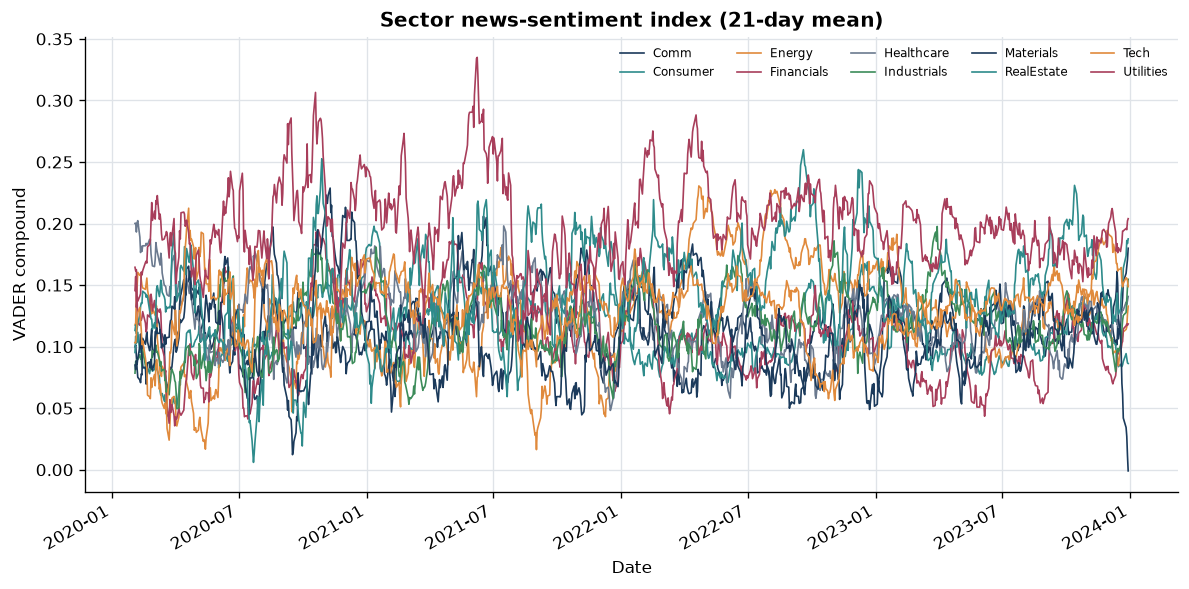 Sector news-sentiment index (21-day mean)
Comm Energy Healthcare Materials Tech
Consumer Financials Industrials RealEstate Utilities
VADER compound
0.35
0.30
0.25
0.20
0.15
0.10
0.05
0.00
2020-01 2020-07 2021-01 2021-07 2022-01 2022-07 2023-01 2023-07 2024-01
Date